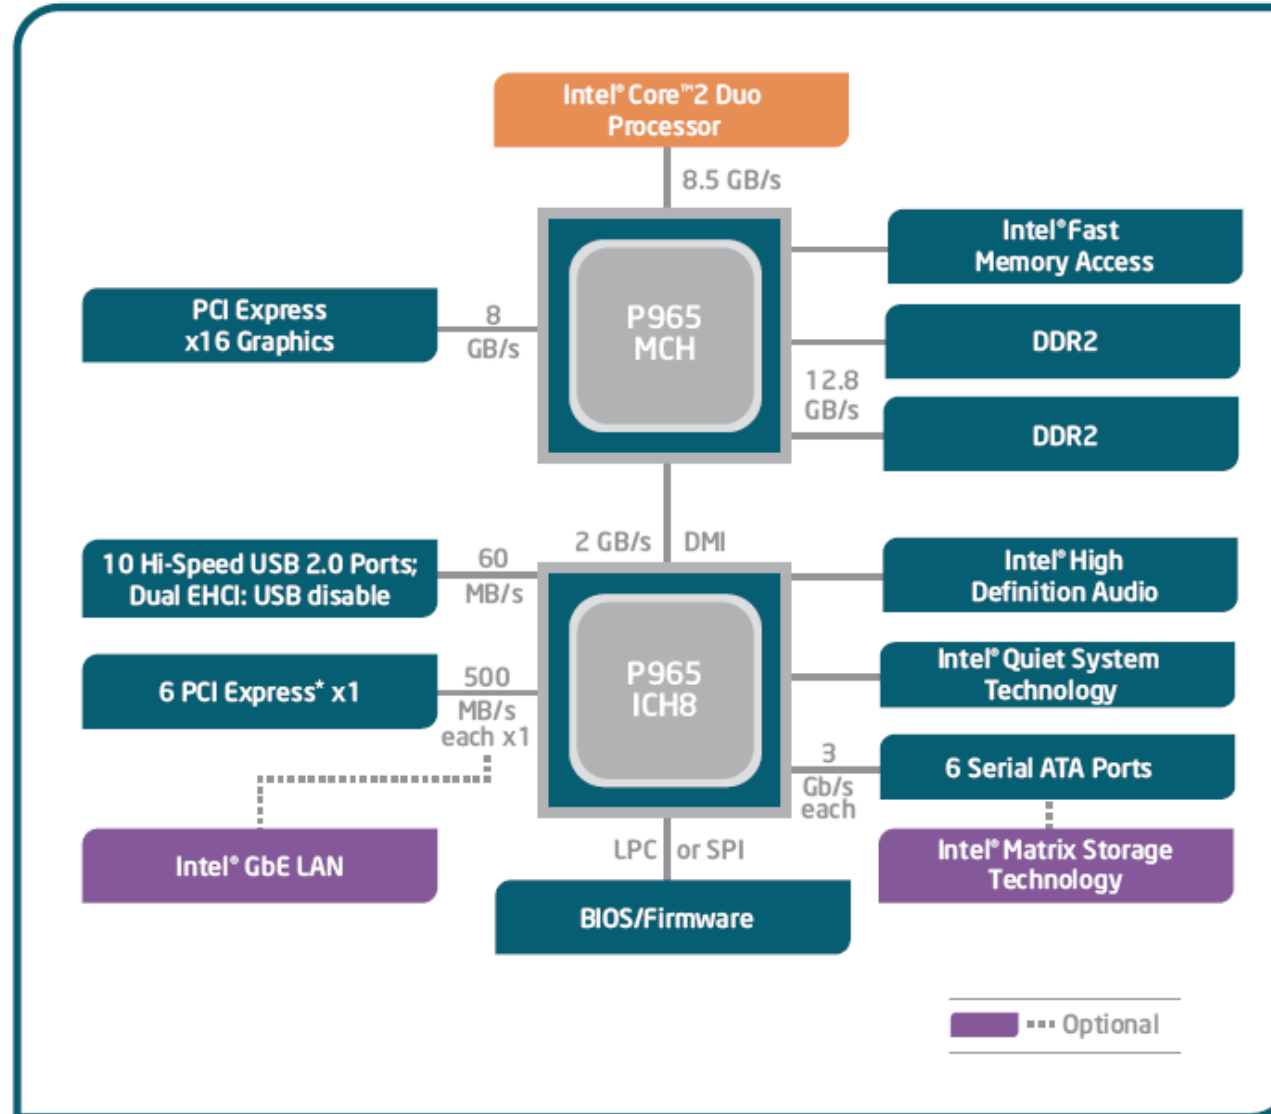 Intel® Core™2 Duo
Processor
8.5 GB/s
Intel® Fast
Memory Access
PCI Express
x16 Graphics
8
GB/s
P965
MCH
DDR2
12.8
GB/s
DDR2
2 GB/s DMI
10 Hi-Speed USB 2.0 Ports;
Dual EHCI: USB disable
60
MB/s
Intel® High
Definition Audio
6 PCI Express* x1
500
MB/s
each x1
P965
ICH8
Intel® Quiet System
Technology
3
Gb/s
each
6 Serial ATA Ports
Intel® GbE LAN
LPC or SPI
Intel® Matrix Storage
Technology
BIOS/Firmware
Optional